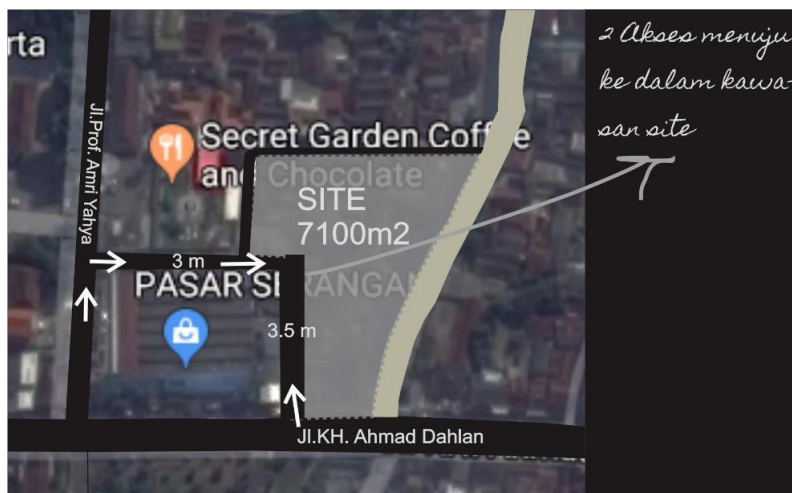 rta
Jl.Prof. Amri Yahya
Secret Garden Coffee
and Chocolate
SITE
7100m2
3 m
PASAR SERANGAN
3.5 m
Jl.KH. Ahmad Dahlan
2 Akses menuju
ke dalam kawa-
san site